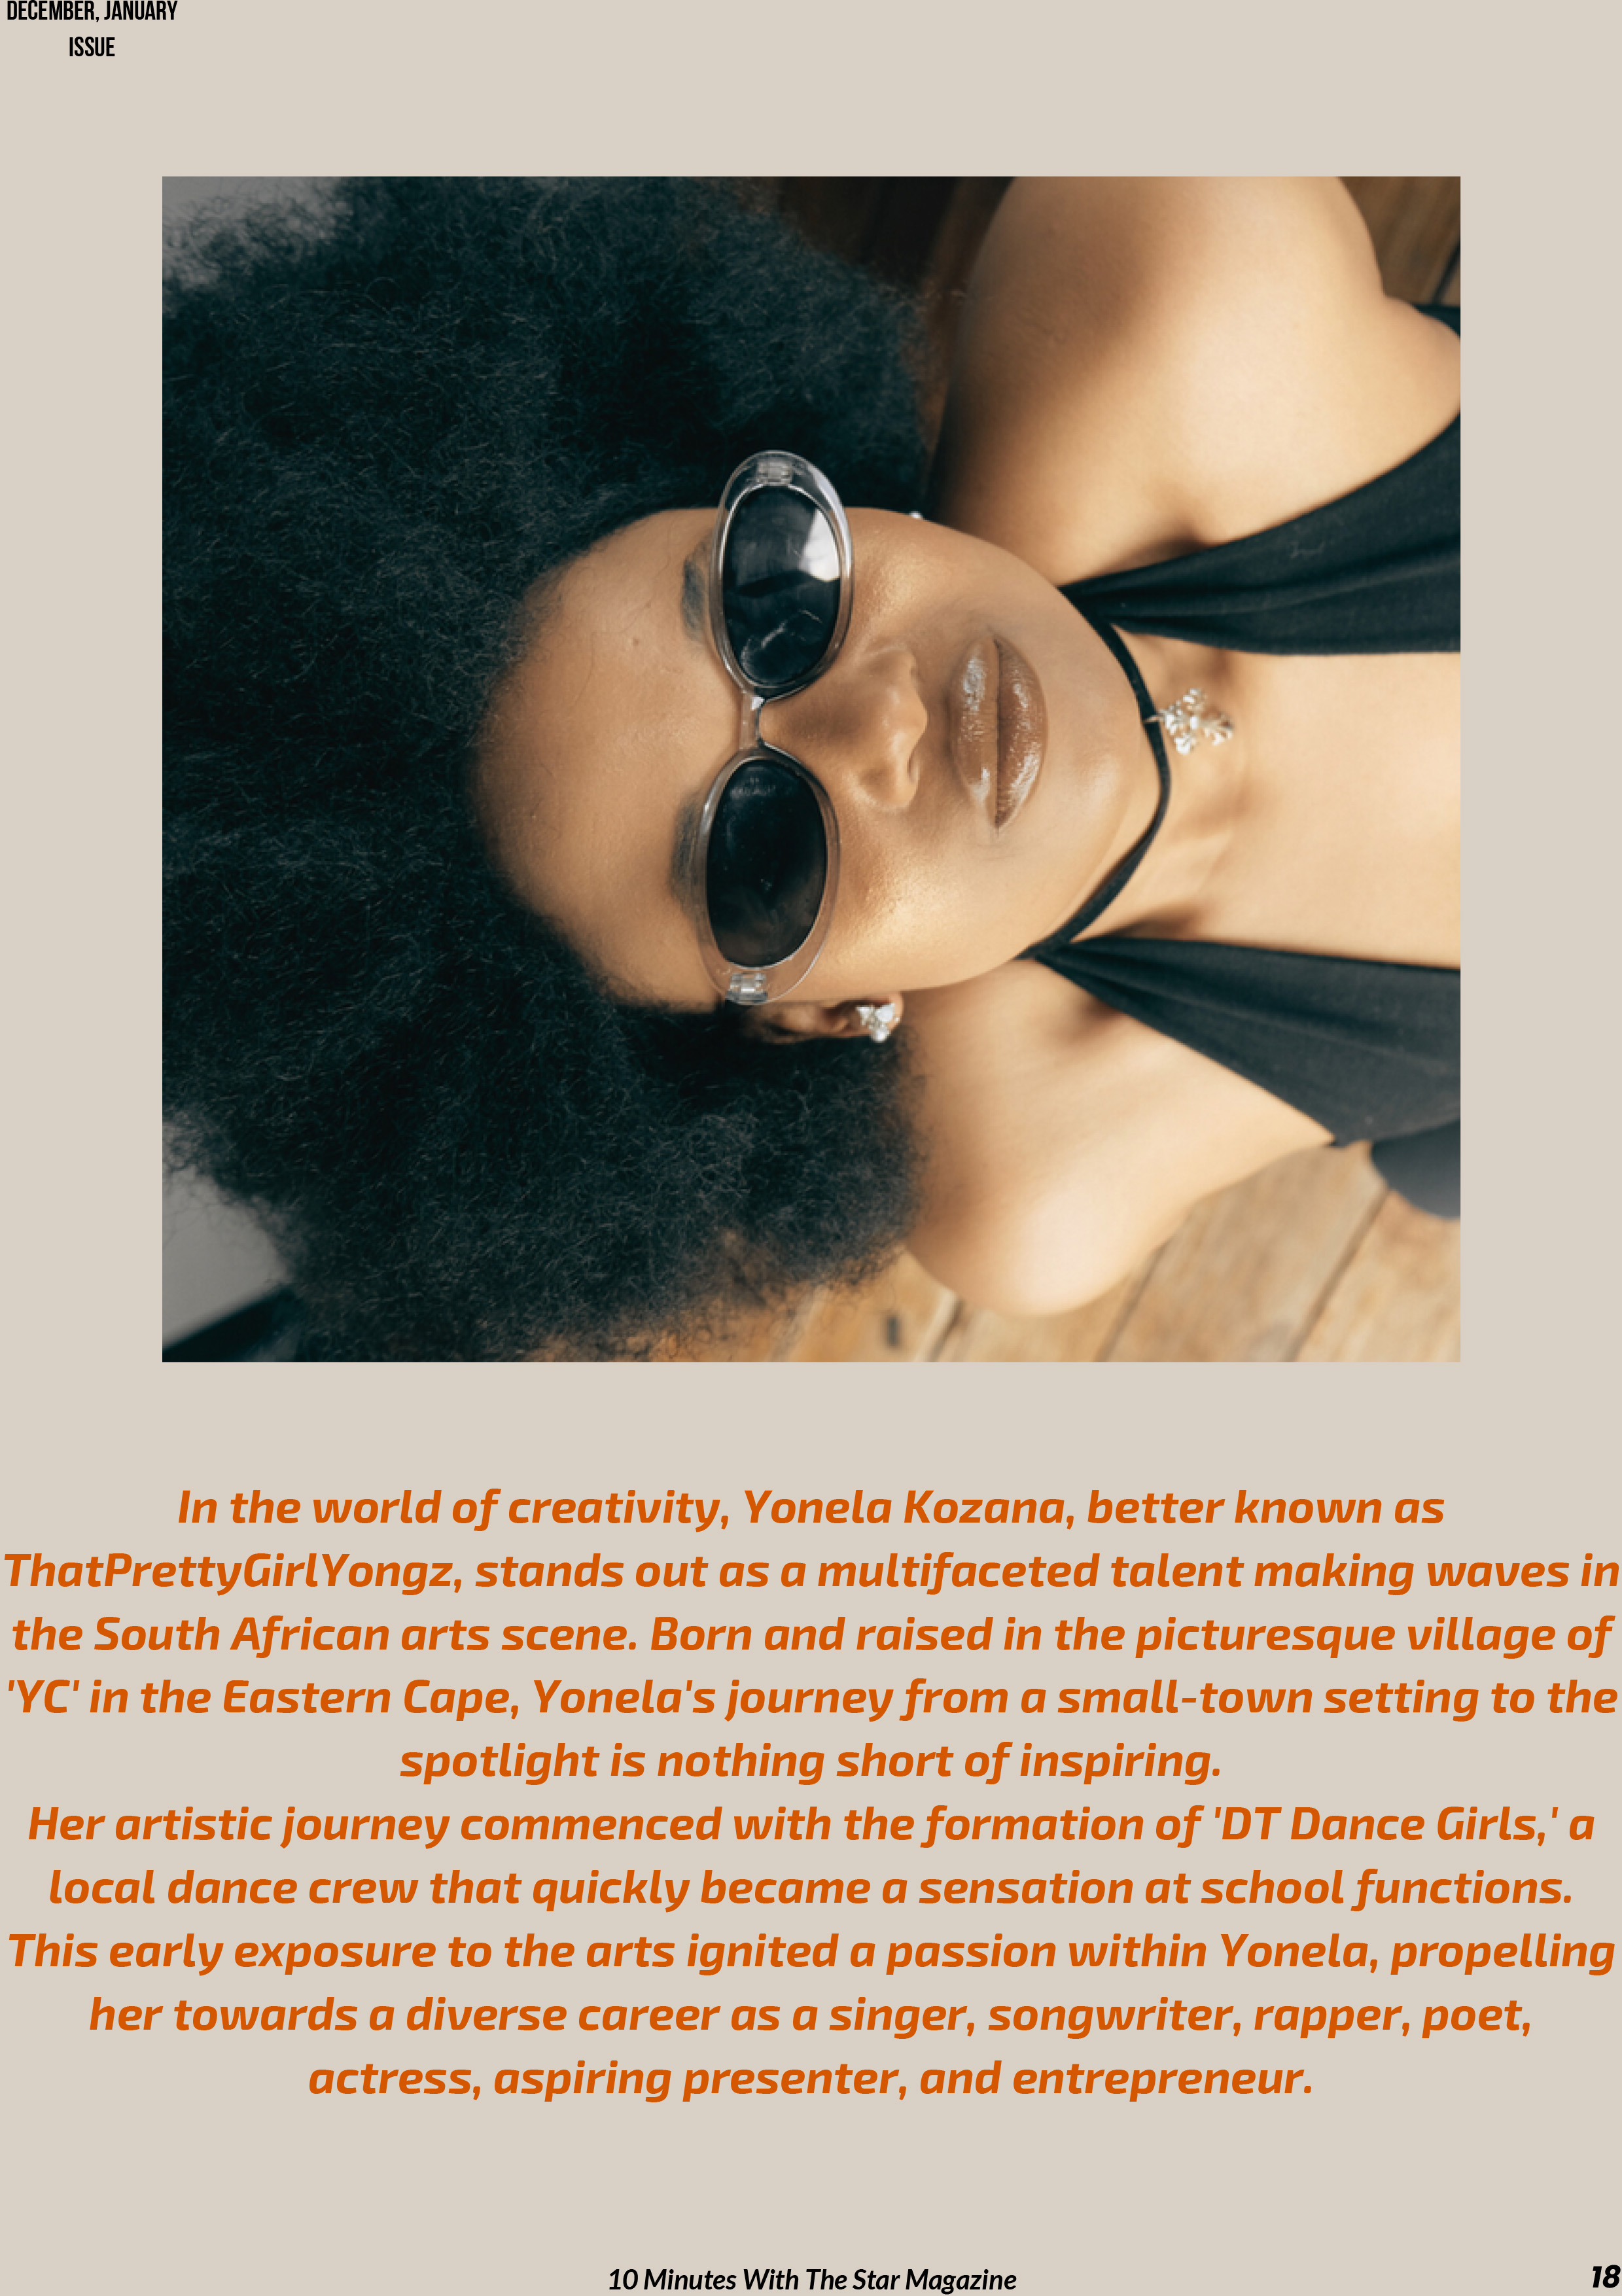 DECEMBER, JANUARY
ISSUE
In the world of creativity, Yonela Kozana, better known as
ThatPrettyGirlYongz, stands out as a multifaceted talent making waves in
the South African arts scene. Born and raised in the picturesque village of
'YC' in the Eastern Cape, Yonela's journey from a small-town setting to the
spotlight is nothing short of inspiring.
Her artistic journey commenced with the formation of 'DT Dance Girls,' a
local dance crew that quickly became a sensation at school functions.
This early exposure to the arts ignited a passion within Yonela, propelling
her towards a diverse career as a singer, songwriter, rapper, poet,
actress, aspiring presenter, and entrepreneur.
10 Minutes With The Star Magazine
18